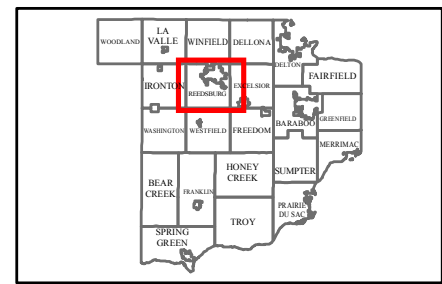 WOODLAND
LA
VALLE
WINFIELD
DELLONA
DELTON
FAIRFIELD
IRONTON
REEDSBURG
EXCELSIOR
BARABOO
GREENFIELD
WASHINGTON
WESTFIELD
FREEDOM
MERRIMAC
HONEY
CREEK
SUMPTER
BEAR
CREEK
FRANKLIN
PRAIRIE
DU SAC
TROY
SPRING
GREEN